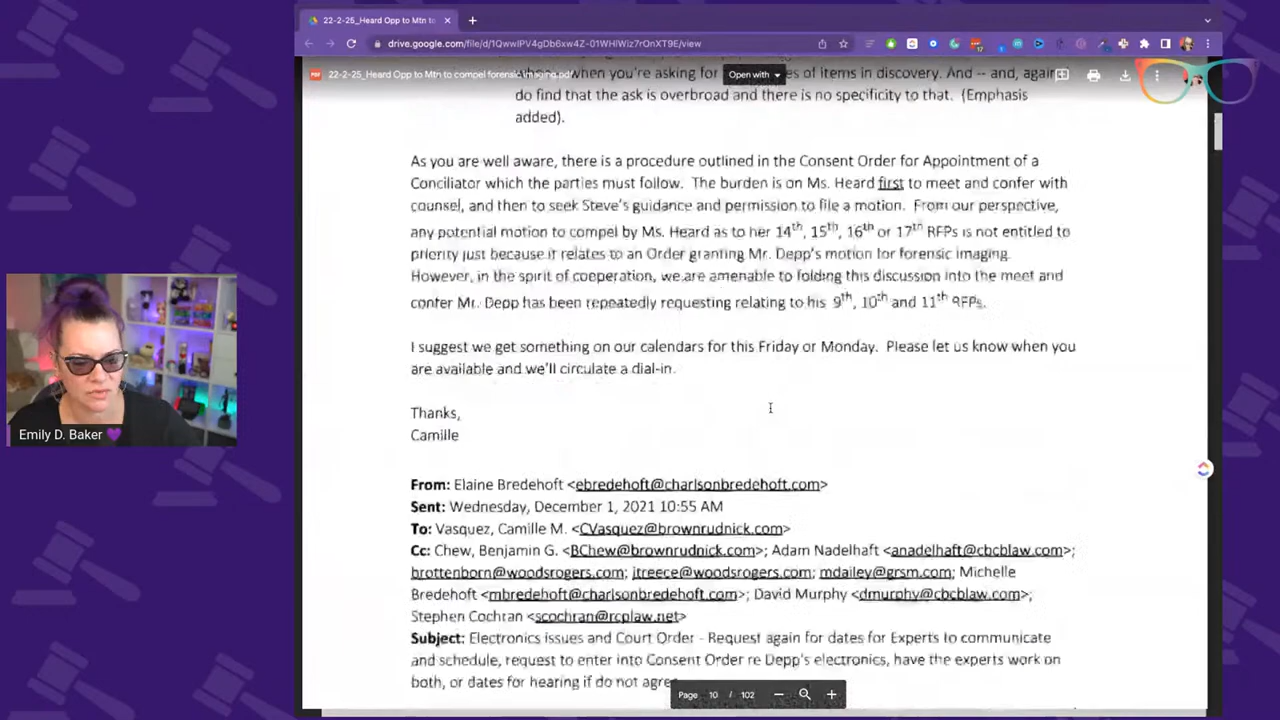 22-2-25_Heard Opp to Mtn to
drive.google.com/file/d/1QwwIPV4gDb6xw4Z-01WHIWiz7rOnXT9E/view
22-2-25_Heard Opp to Mtn to compel forensic imaging.pdf
Open with
when you're asking for es of items in discovery. And -- and, again
do find that the ask is overbroad and there is no specificity to that. (Emphasis
added).
As you are well aware, there is a procedure outlined in the Consent Order for Appointment of a
Conciliator which the parties must follow. The burden is on Ms. Heard first to meet and confer with
counsel, and then to seek Steve's guidance and permission to file a motion. From our perspective,
any potential motion to compel by Ms. Heard as to her 14th, 15th, 16th or 17th RFPs is not entitled to
priority just because it relates to an Order granting Mr. Depp's motion for forensic imaging.
However, in the spirit of cooperation, we are amenable to folding this discussion into the meet and
confer Mr. Depp has been repeatedly requesting relating to his 9th, 10th and 11th RFPs.
I suggest we get something on our calendars for this Friday or Monday. Please let us know when you
are available and we'll circulate a dial-in.
Thanks,
Camille
From: Elaine Bredehoft <ebredehoft@charlsonbredehoft.com>
Sent: Wednesday, December 1, 2021 10:55 AM
To: Vasquez, Camille M. <CVasquez@brownrudnick.com>
Cc: Chew, Benjamin G. <BChew@brownrudnick.com>; Adam Nadelhaft <anadelhaft@cbcblaw.com>;
brottenborn@woodsrogers.com; jtreece@woodsrogers.com; mdailey@grsm.com; Michelle
Bredehoft <mbredehoft@charlsonbredehoft.com>; David Murphy <dmurphy@cbcblaw.com>;
Stephen Cochran <scochran@rcplaw.net>
Subject: Electronics issues and Court Order - Request again for dates for Experts to communicate
and schedule, request to enter into Consent Order re Depp's electronics, have the experts work on
both, or dates for hearing if do not agre
Page 10 / 102
Emily D. Baker 💜